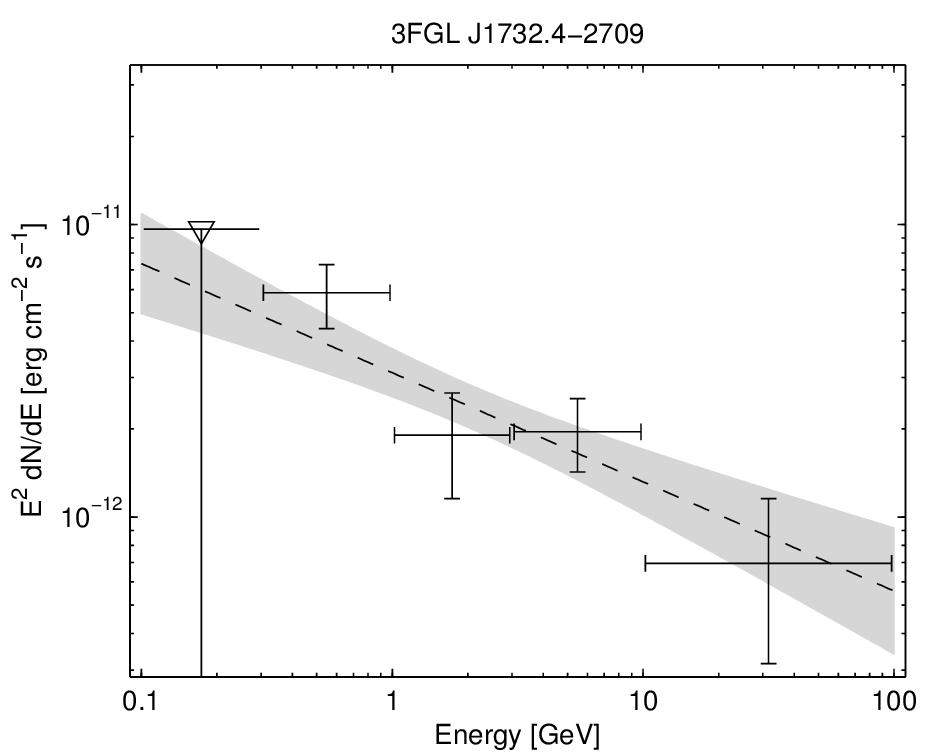 3FGL J1732.4−2709
E² dN/dE [erg cm⁻² s⁻¹]
10⁻¹¹
10⁻¹²
0.1 1 10 100
Energy [GeV]